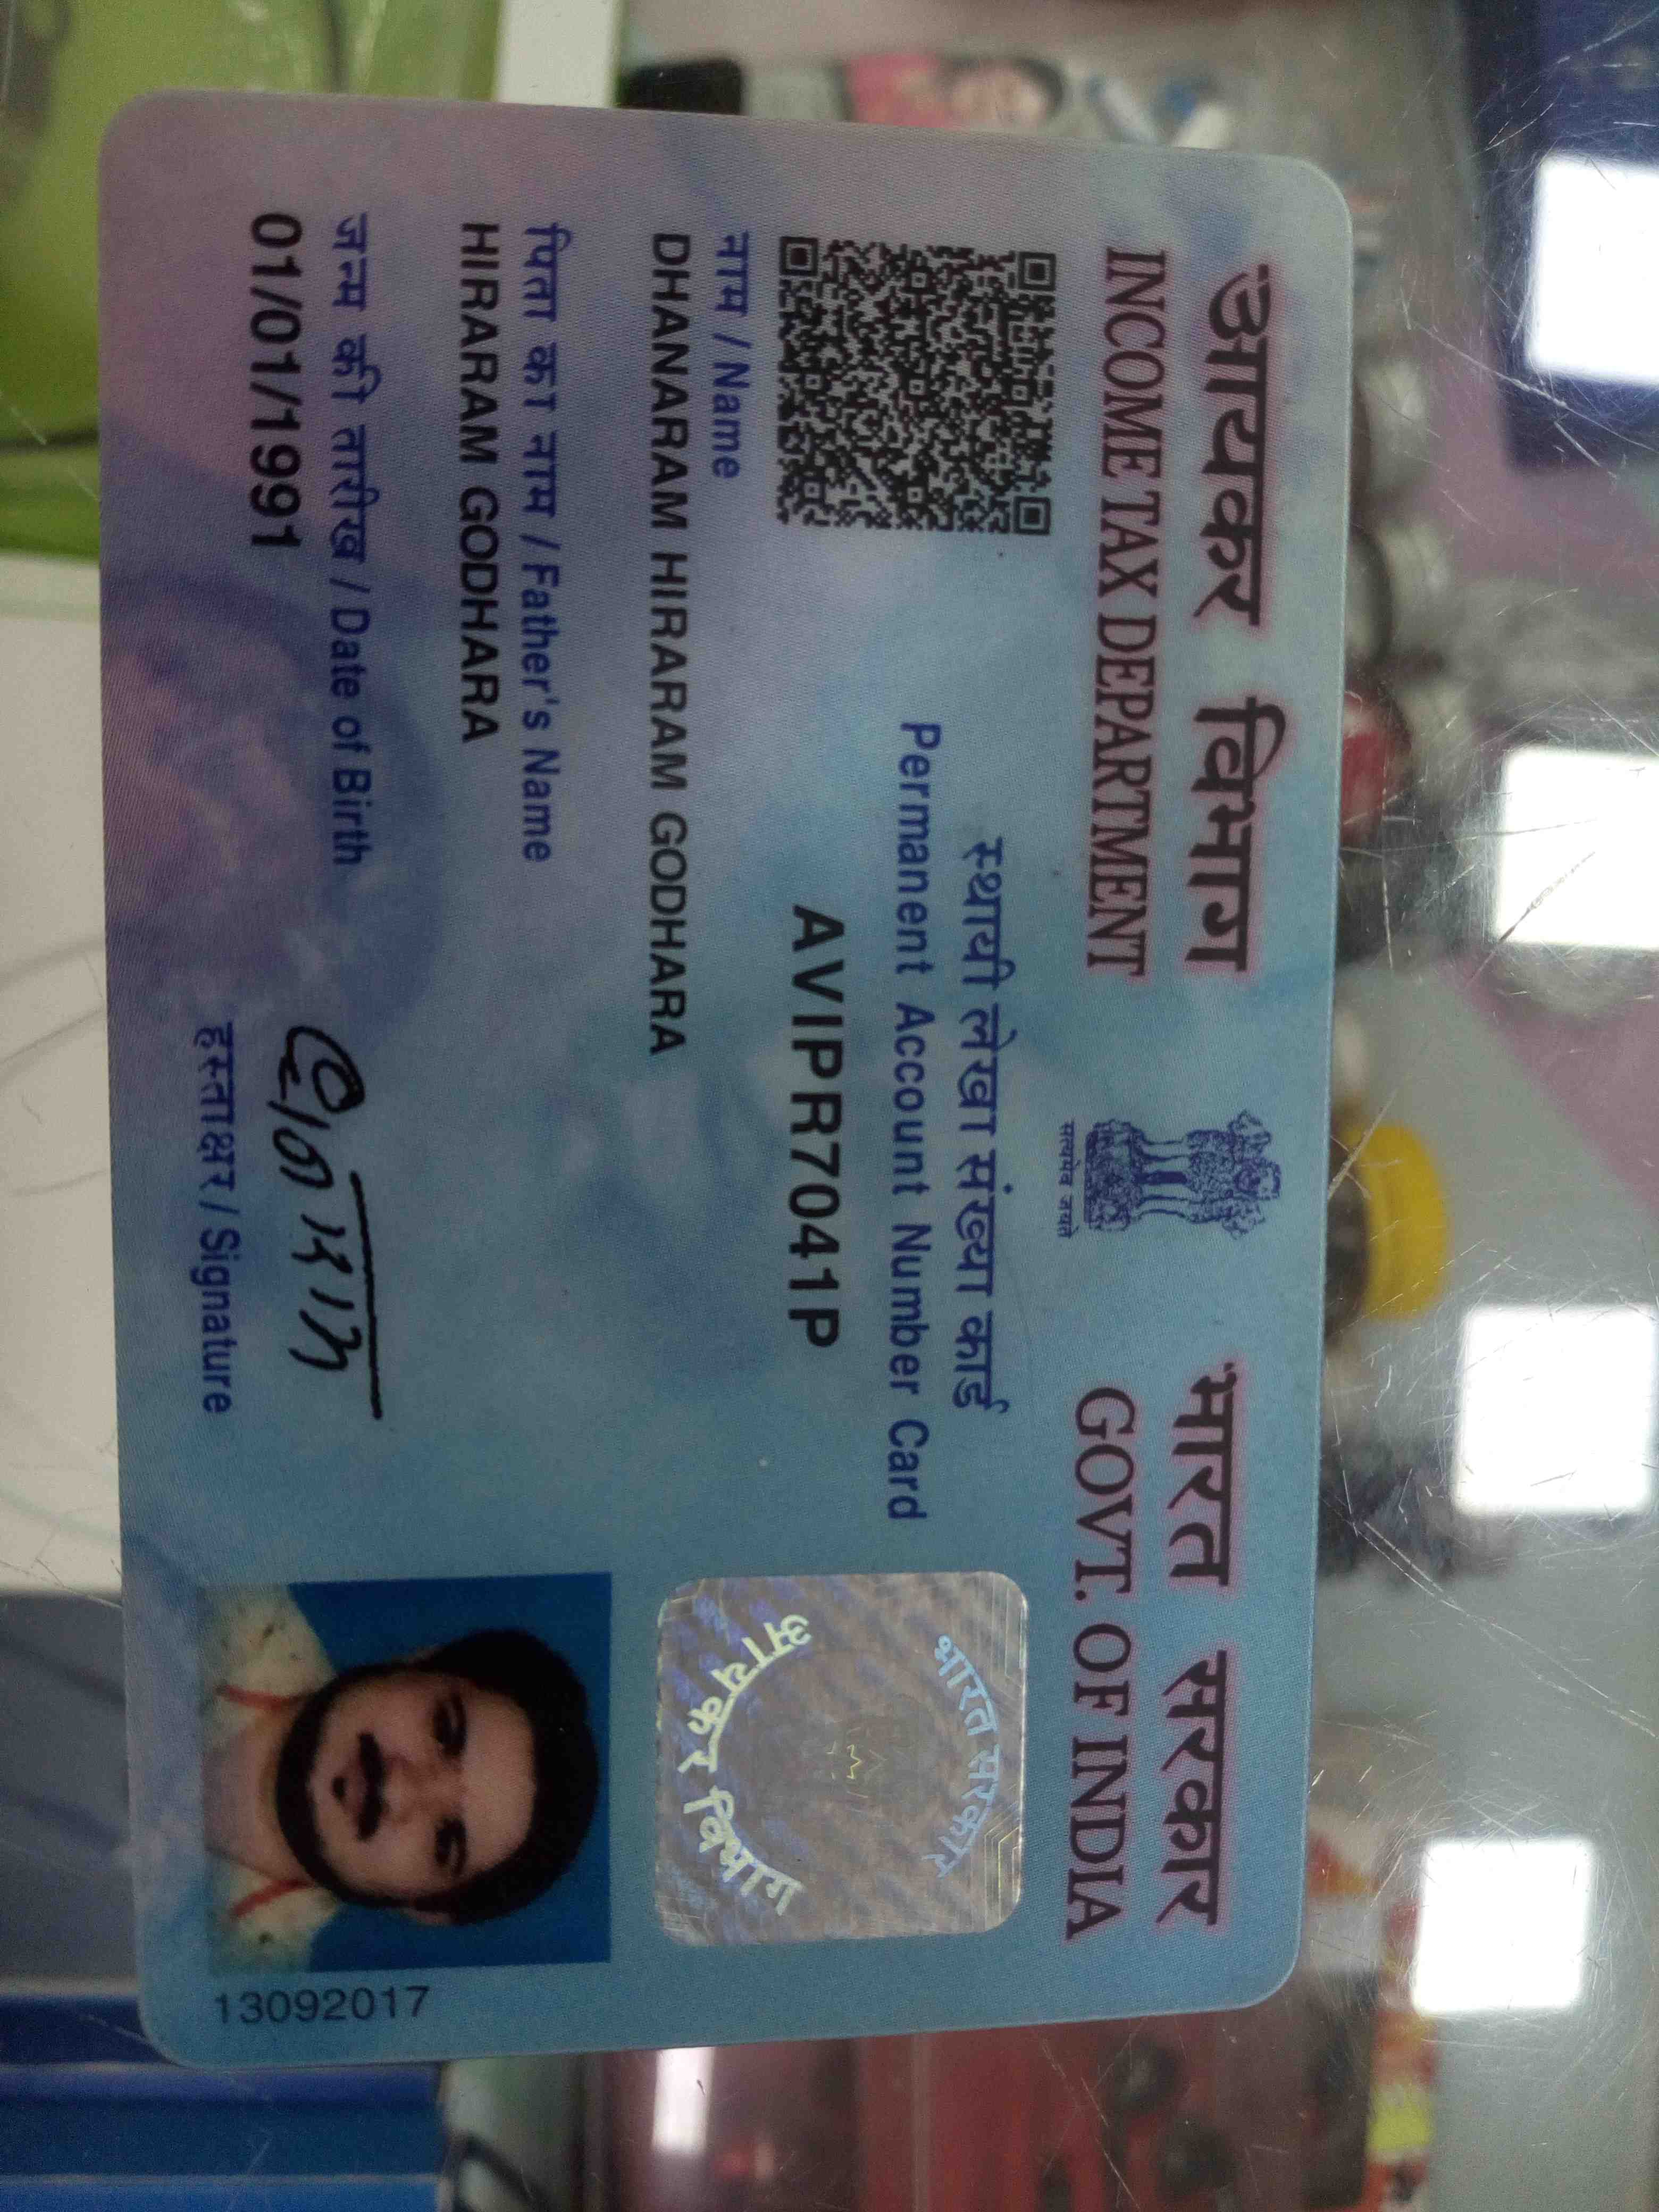 आयकर विभाग
INCOME TAX DEPARTMENT
सत्यमेव जयते
भारत सरकार
GOVT. OF INDIA
स्थायी लेखा संख्या कार्ड
Permanent Account Number Card
AVIPR7041P
नाम / Name
DHANARAM HIRARAM GODHARA
पिता का नाम / Father's Name
HIRARAM GODHARA
जन्म की तारीख / Date of Birth
01/01/1991
हस्ताक्षर / Signature
भारत सरकार
आयकर विभाग
13092017